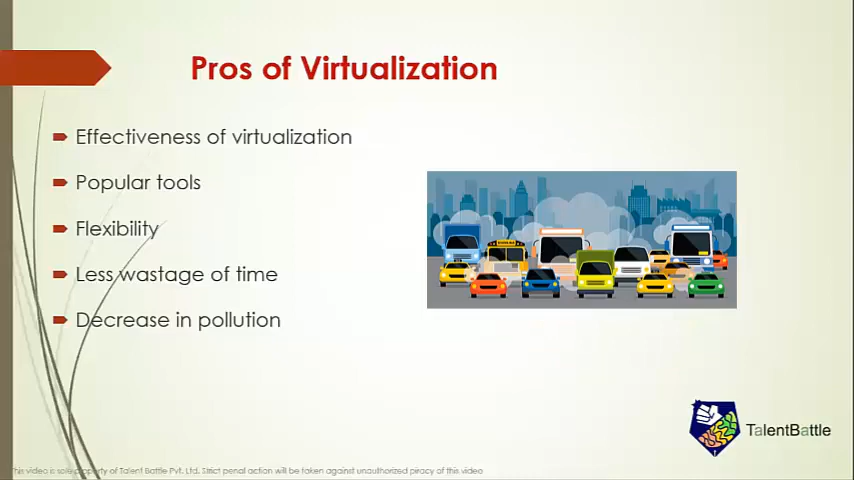 Pros of Virtualization
Effectiveness of virtualization
Popular tools
Flexibility
Less wastage of time
Decrease in pollution
TalentBattle
This video is sole property of Talent Battle Pvt. Ltd. Strict penal action will be taken against unauthorized piracy of this video